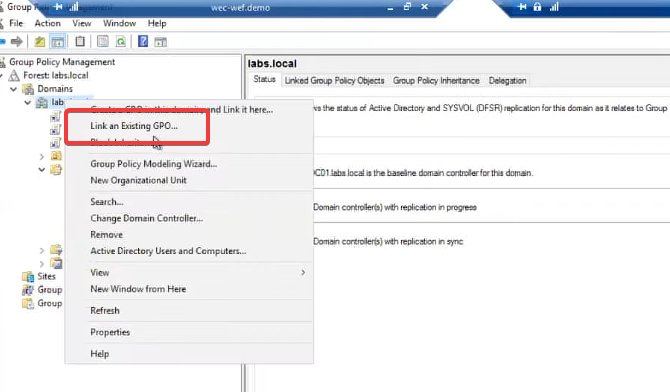 wec-wef.demo
Group Management
File Action View Window Help
Group Policy Management
Forest: labs.local
Domains
Create a GPO in this domain, and Link it here...
Link an Existing GPO...
Block Inheritance
Group Policy Modeling Wizard...
New Organizational Unit
Search...
Change Domain Controller...
Remove
Active Directory Users and Computers...
View
New Window from Here
Refresh
Properties
Help
Sites
Group
Group
labs.local
Status Linked Group Policy Objects Group Policy Inheritance Delegation
ws the status of Active Directory and SYSVOL (DFSR) replication for this domain as it relates to Group
DC01.labs.local is the baseline domain controller for this domain.
Domain controller(s) with replication in progress
Domain controller(s) with replication in sync